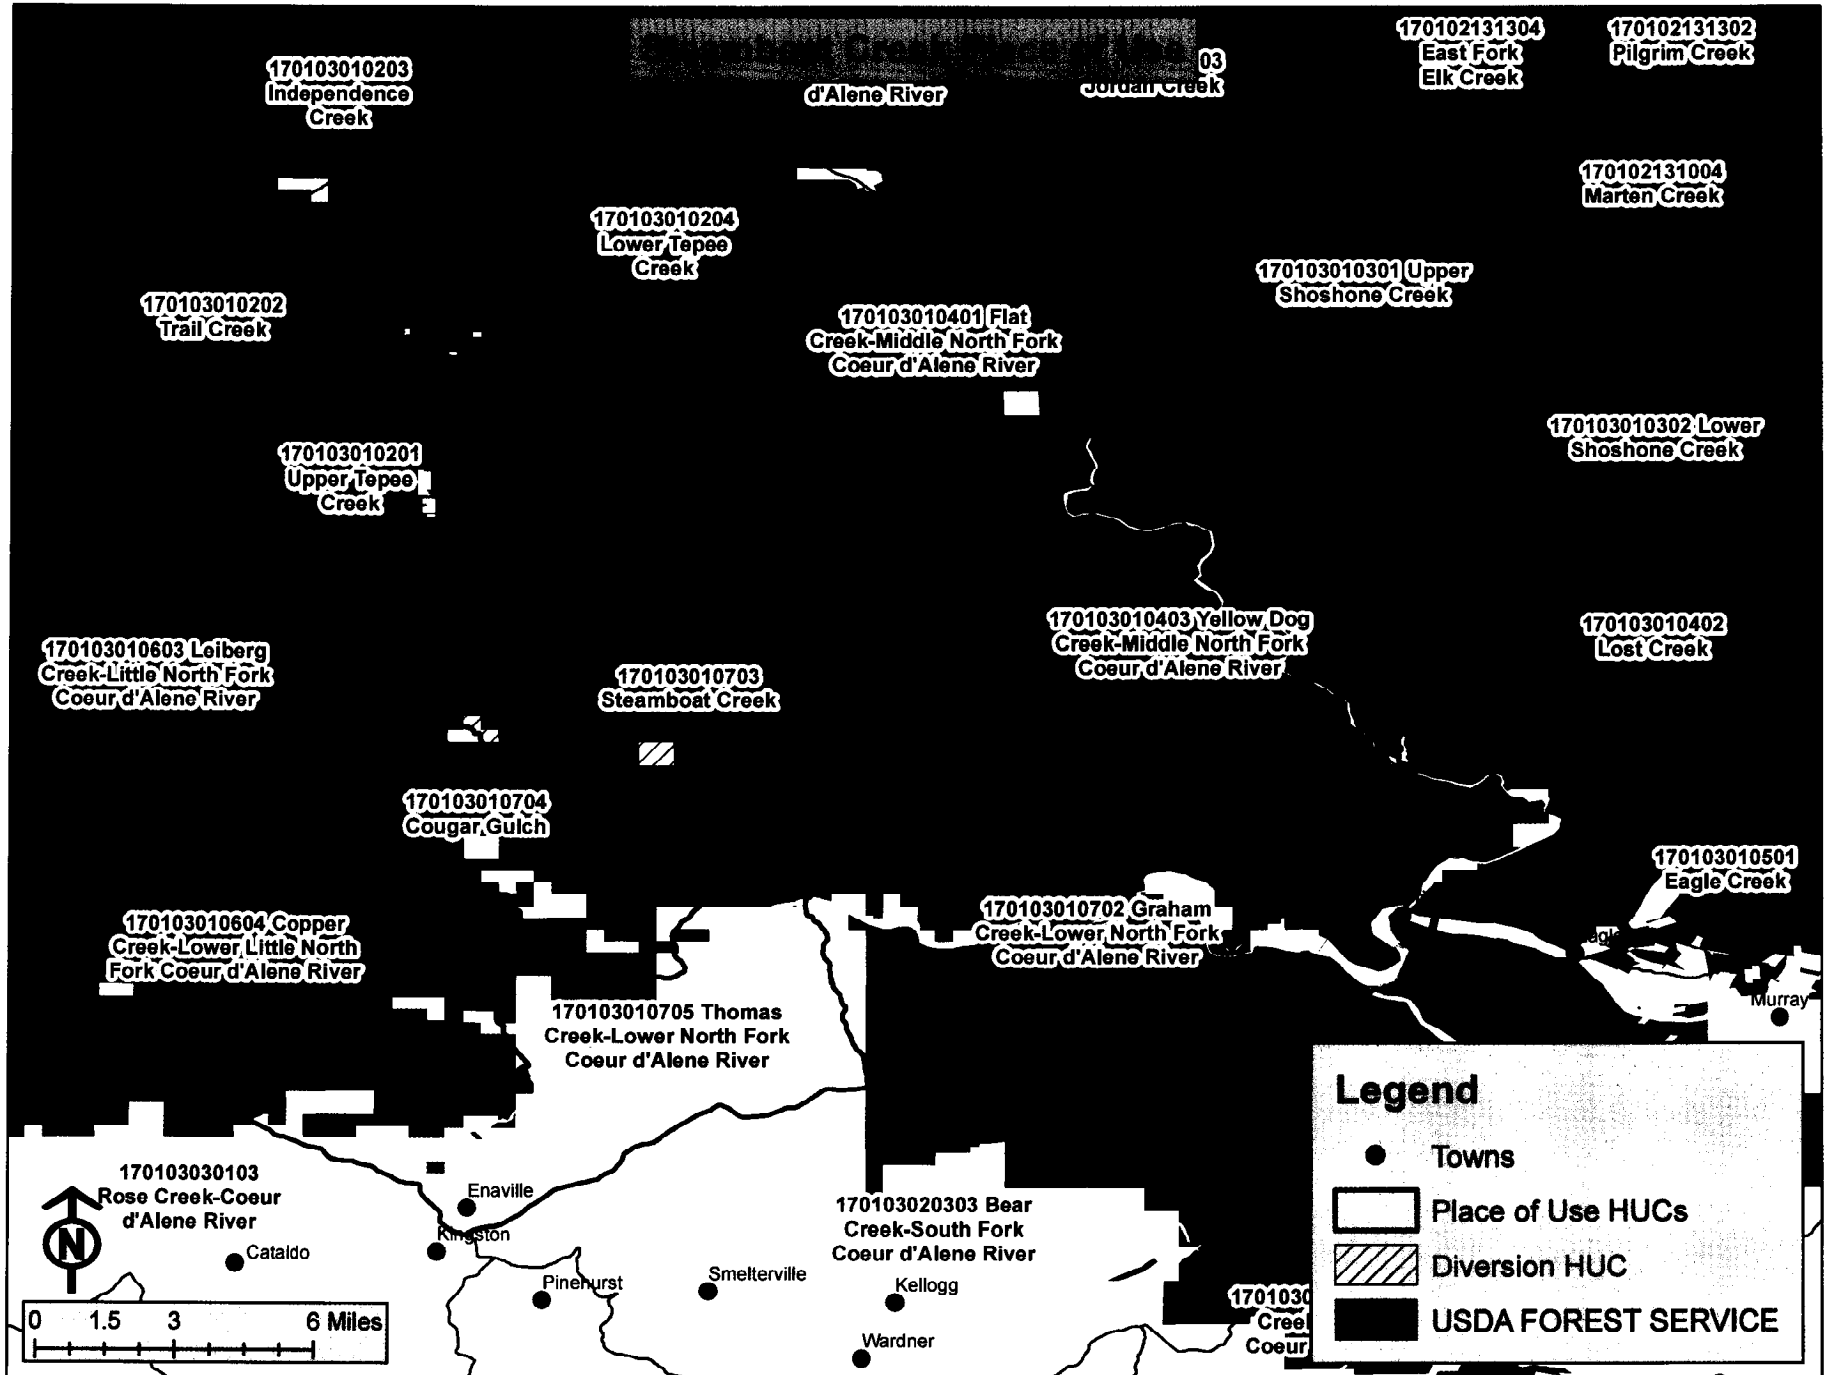 170103010203
Independence
Creek
d'Alene River
03
Jordan Creek
170102131304
East Fork
Elk Creek
170102131302
Pilgrim Creek
170102131004
Marten Creek
170103010204
Lower Tepee
Creek
170103010301 Upper
Shoshone Creek
170103010202
Trail Creek
170103010401 Flat
Creek-Middle North Fork
Coeur d'Alene River
170103010302 Lower
Shoshone Creek
170103010201
Upper Tepee
Creek
170103010403 Yellow Dog
Creek-Middle North Fork
Coeur d'Alene River
170103010402
Lost Creek
170103010603 Leiberg
Creek-Little North Fork
Coeur d'Alene River
170103010703
Steamboat Creek
170103010704
Cougar Gulch
170103010501
Eagle Creek
170103010604 Copper
Creek-Lower Little North
Fork Coeur d'Alene River
170103010702 Graham
Creek-Lower North Fork
Coeur d'Alene River
Murray
170103010705 Thomas
Creek-Lower North Fork
Coeur d'Alene River
170103030103
Rose Creek-Coeur
d'Alene River
N
Cataldo
Enaville
Kingston
Pinehurst
Smelterville
170103020303 Bear
Creek-South Fork
Coeur d'Alene River
Kellogg
Wardner
1701030
Creek
Coeur
0 1.5 3 6 Miles
Legend
Towns
Place of Use HUCs
Diversion HUC
USDA FOREST SERVICE